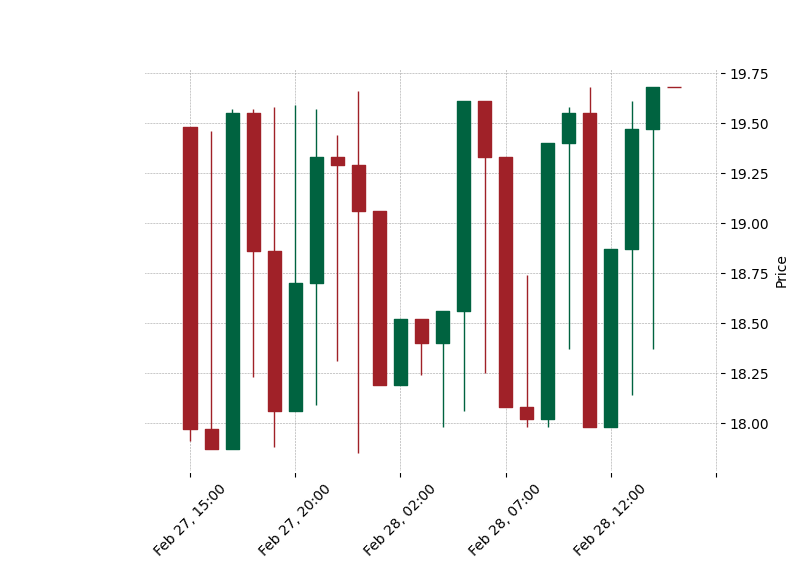 19.75
19.50
19.25
19.00
18.75
18.50
18.25
18.00
Price
Feb 27, 15:00
Feb 27, 20:00
Feb 28, 02:00
Feb 28, 07:00
Feb 28, 12:00